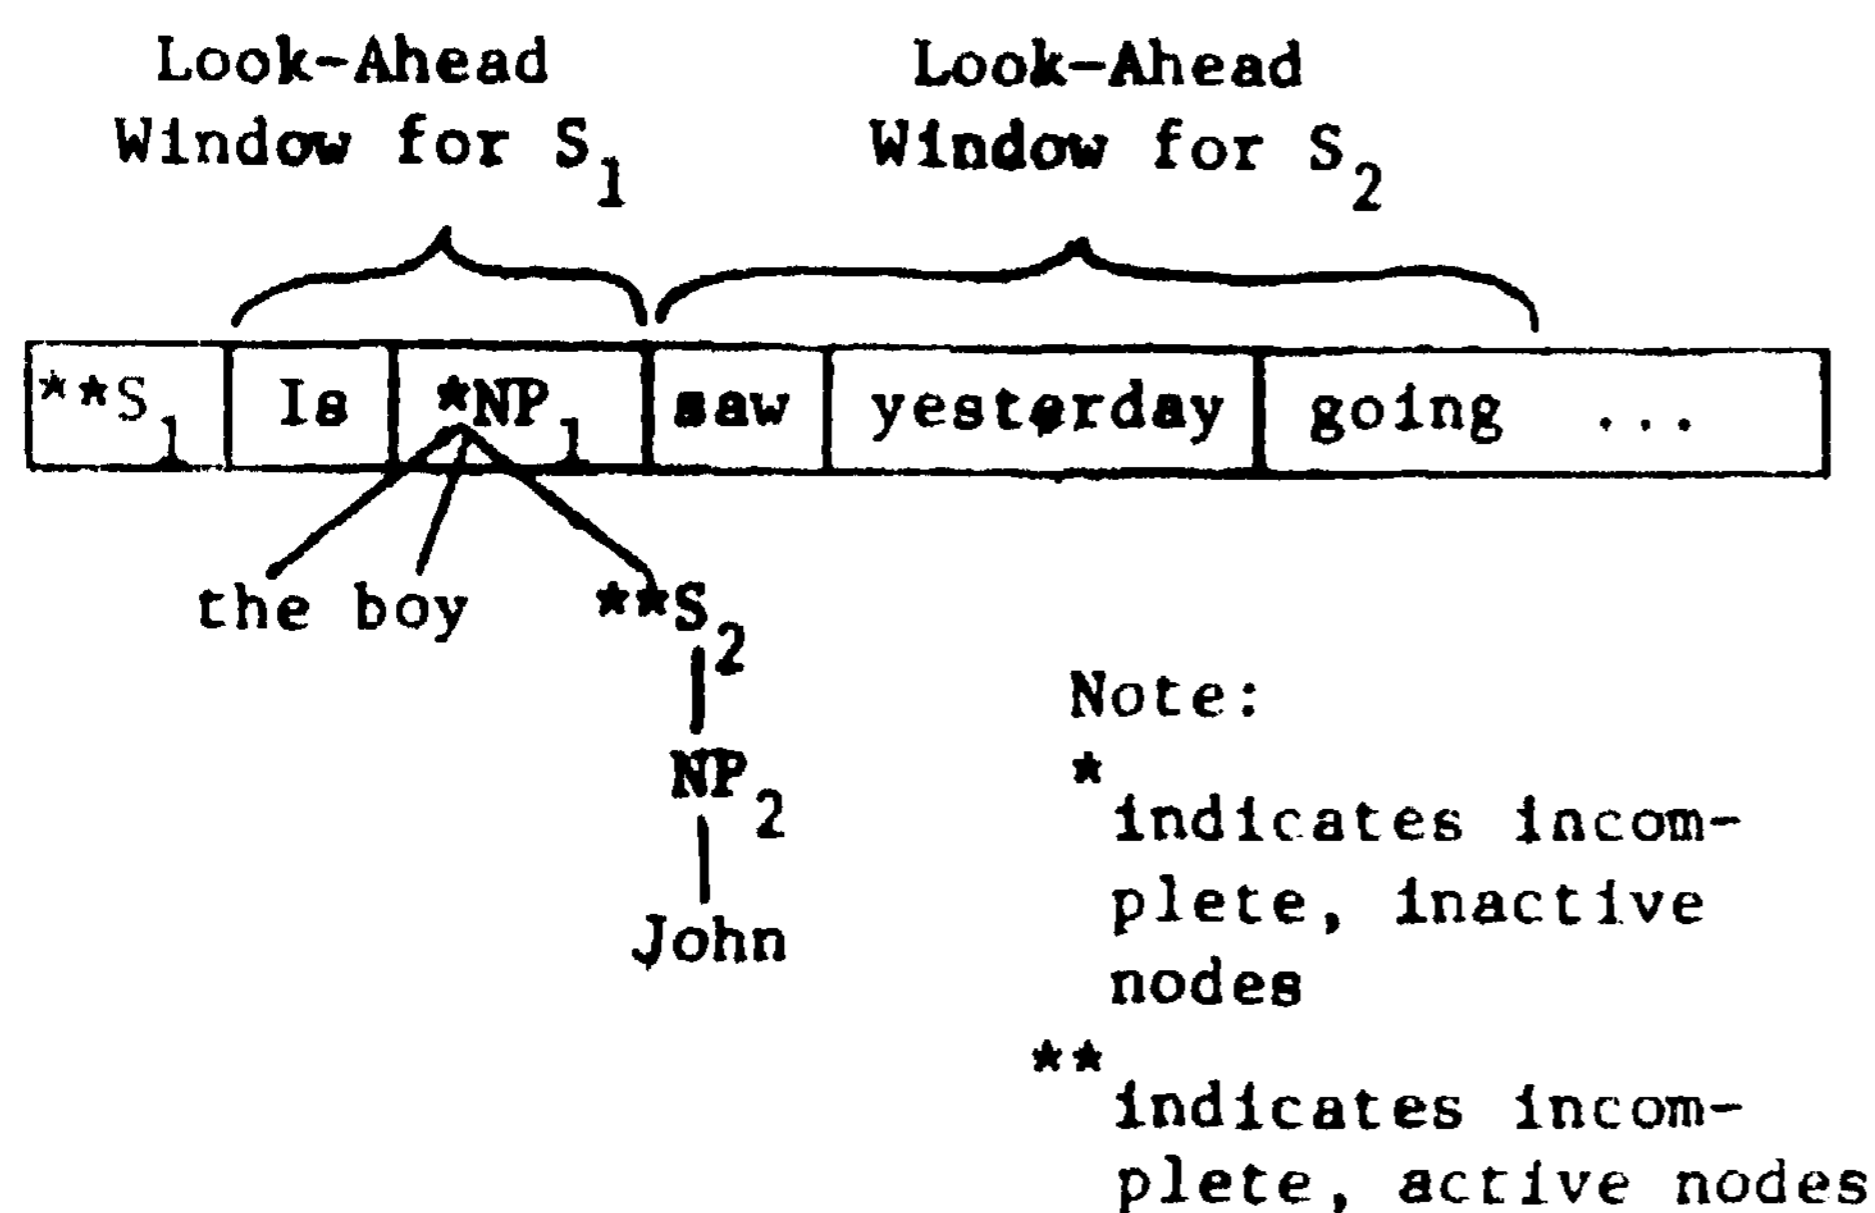 Look-Ahead Look-Ahead
Window for S1 Window for S2
**S1 Is *NP1 saw yesterday going ...
the boy **S2
NP2
John
Note:
*
indicates incom-
plete, inactive
nodes
**
indicates incom-
plete, active nodes